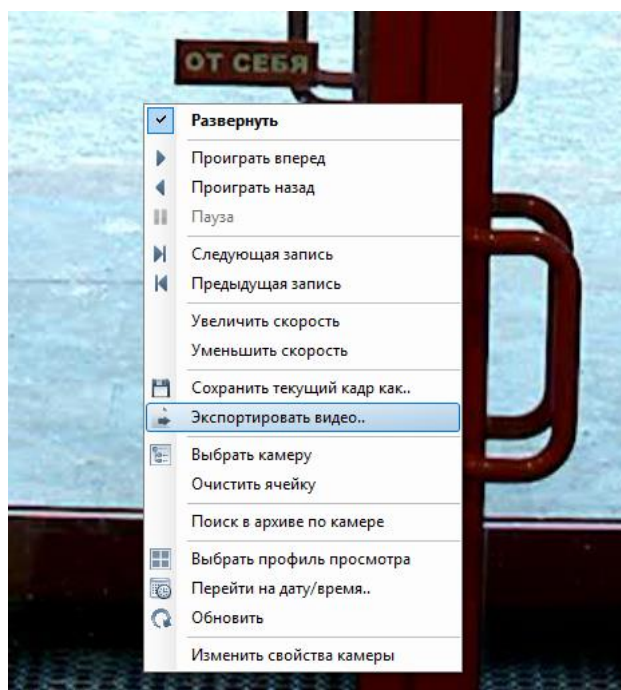 ОТ СЕБЯ
Развернуть
Проиграть вперед
Проиграть назад
Пауза
Следующая запись
Предыдущая запись
Увеличить скорость
Уменьшить скорость
Сохранить текущий кадр как..
Экспортировать видео..
Выбрать камеру
Очистить ячейку
Поиск в архиве по камере
Выбрать профиль просмотра
Перейти на дату/время..
Обновить
Изменить свойства камеры